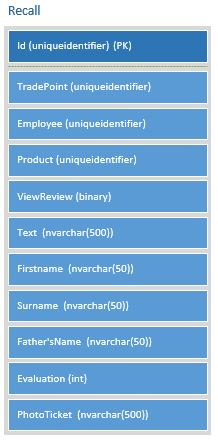 Recall
Id (uniqueidentifier) (PK)
TradePoint (uniqueidentifier)
Employee (uniqueidentifier)
Product (uniqueidentifier)
ViewReview (binary)
Text  (nvarchar(500))
Firstname  (nvarchar(50))
Surname  (nvarchar(50))
Father'sName  (nvarchar(50))
Evaluation (int)
PhotoTicket  (nvarchar(500))